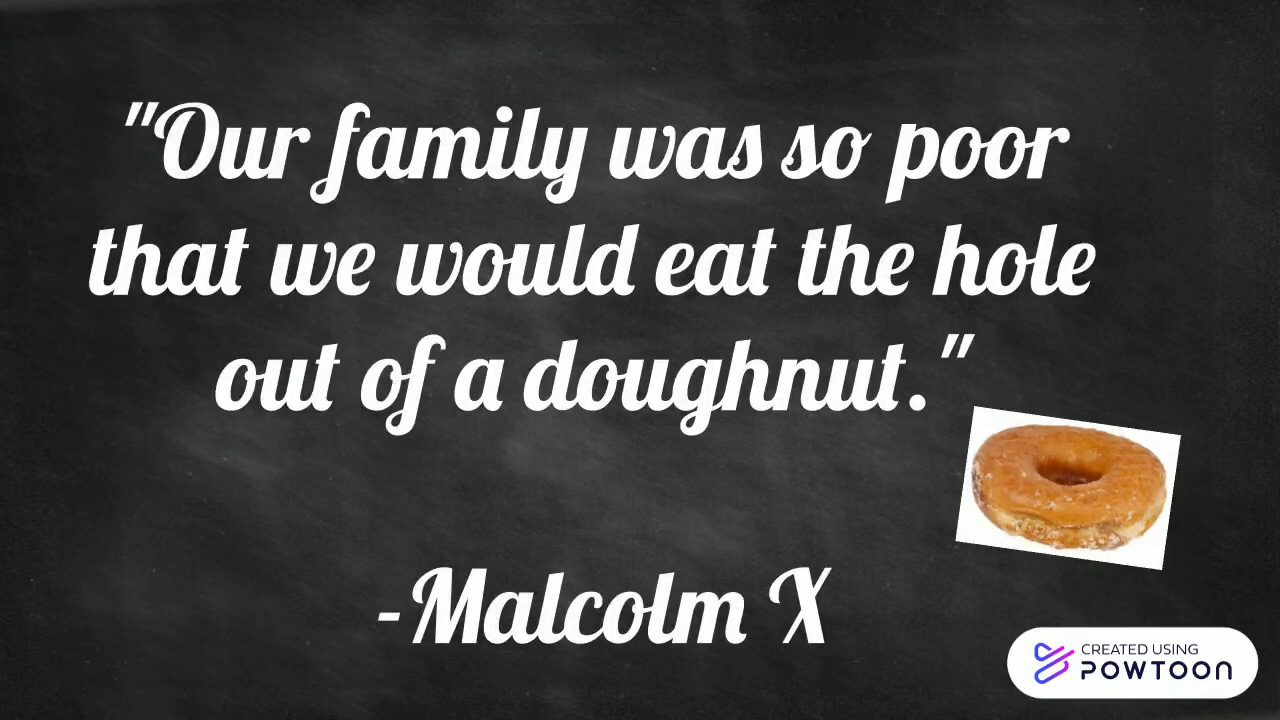 "Our family was so poor
that we would eat the hole
out of a doughnut."
-Malcolm X
CREATED USING
POWTOON